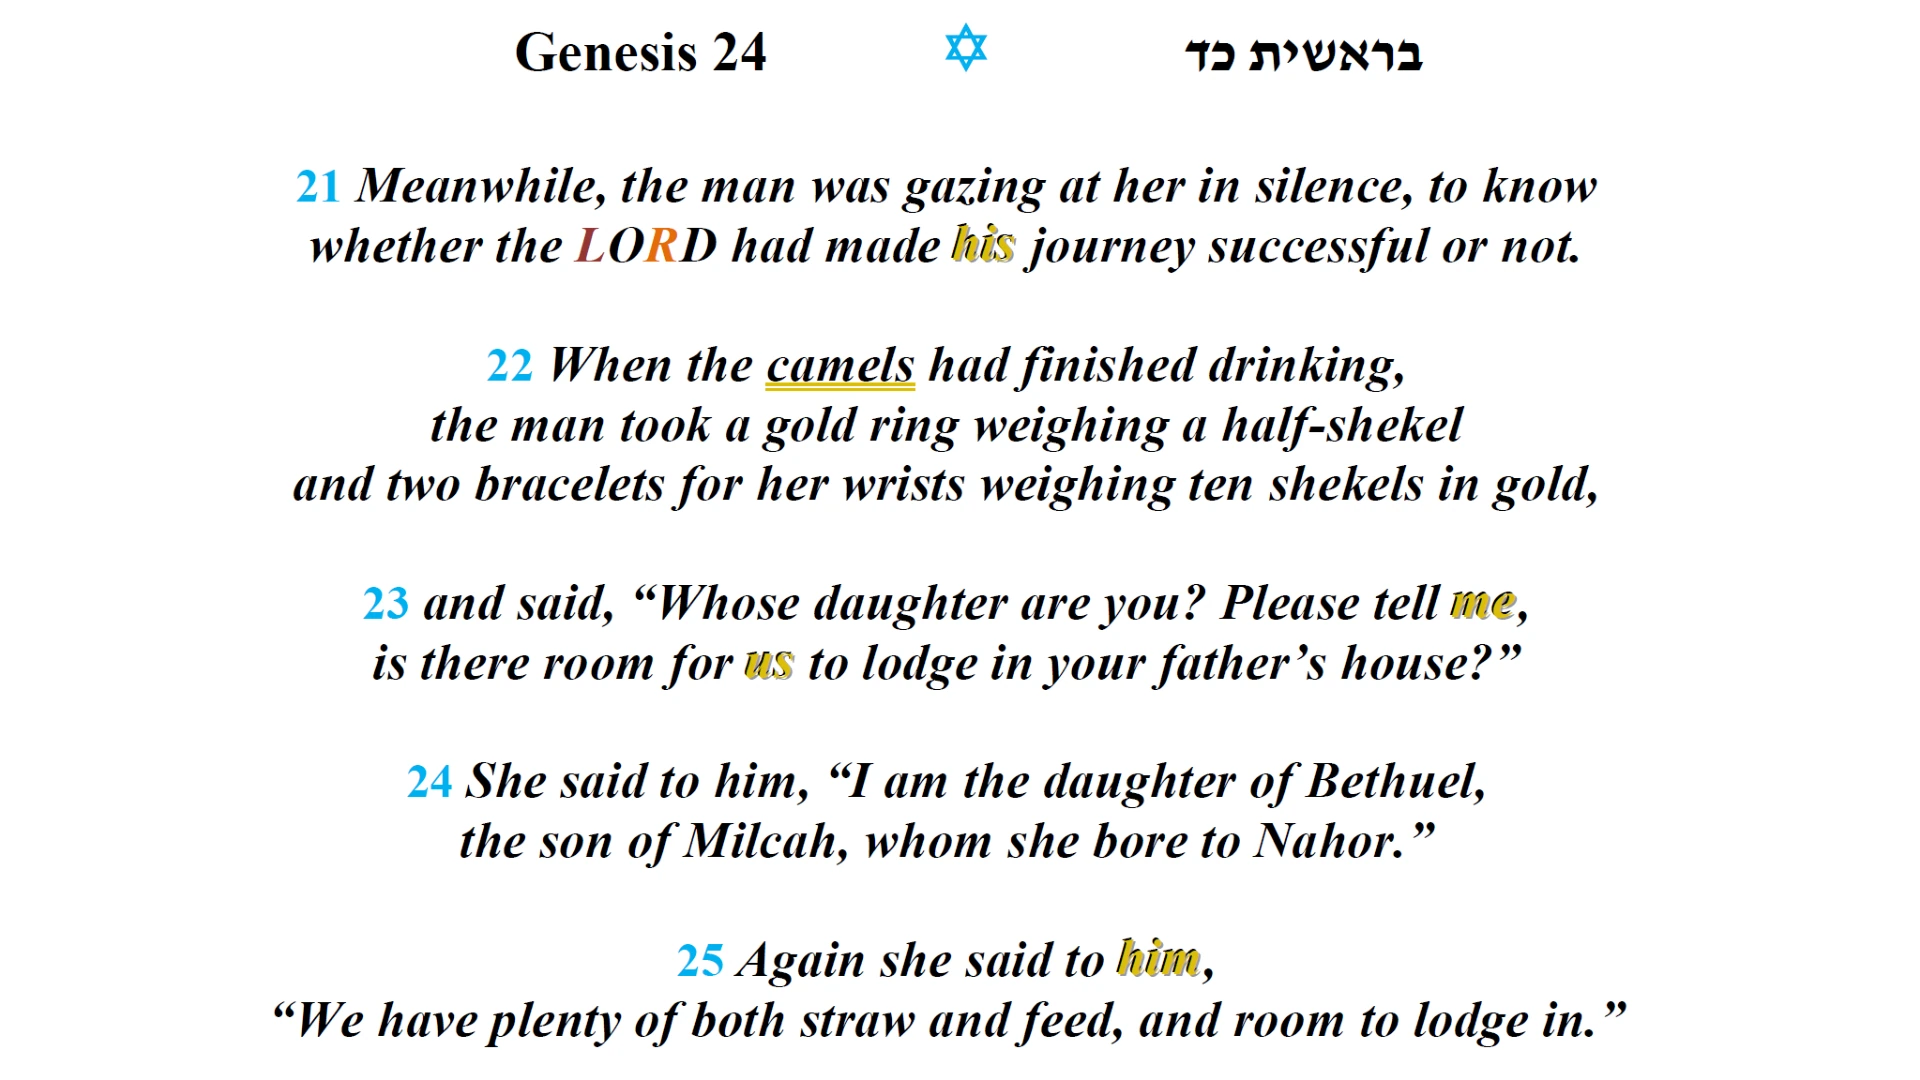 Genesis 24 ✡ בראשית כד
21 Meanwhile, the man was gazing at her in silence, to know
whether the LORD had made his journey successful or not.
22 When the camels had finished drinking,
the man took a gold ring weighing a half-shekel
and two bracelets for her wrists weighing ten shekels in gold,
23 and said, “Whose daughter are you? Please tell me,
is there room for us to lodge in your father’s house?”
24 She said to him, “I am the daughter of Bethuel,
the son of Milcah, whom she bore to Nahor.”
25 Again she said to him,
“We have plenty of both straw and feed, and room to lodge in.”